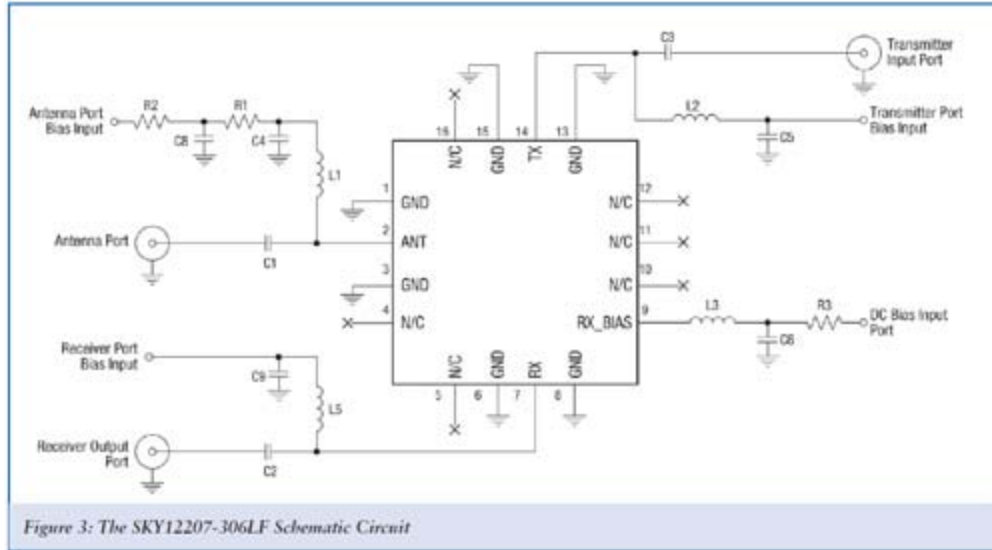 C3
Transmitter
Input Port
Antenna Port
Bias Input
R2
R1
C8
C4
L1
L2
Transmitter Port
Bias Input
C5
16
15
14
13
N/C
GND
TX
GND
1
GND
12
N/C
Antenna Port
C1
2
ANT
11
N/C
3
GND
10
N/C
4
N/C
RX_BIAS
9
L3
R3
DC Bias Input
Port
C6
Receiver Port
Bias Input
C9
L5
N/C
GND
RX
GND
5
6
7
8
Receiver Output
Port
C2
Figure 3: The SKY12207-306LF Schematic Circuit